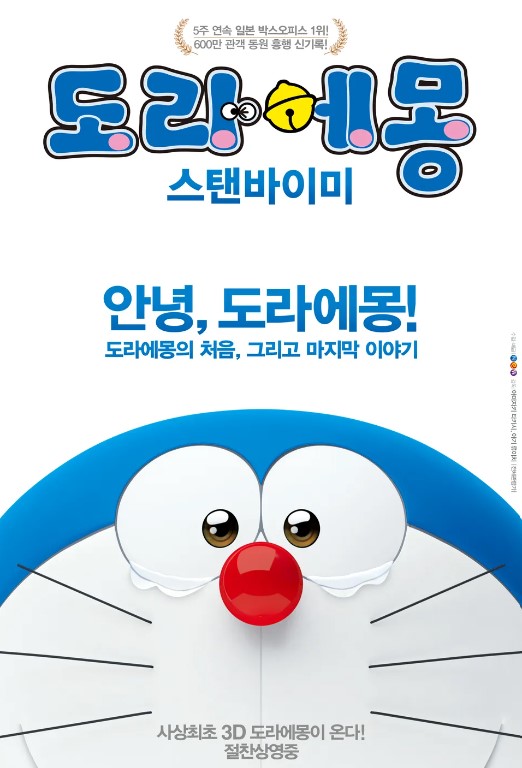 5주 연속 일본 박스오피스 1위!
600만 관객 동원 흥행 신기록!
도라에몽
스탠바이미
안녕, 도라에몽!
도라에몽의 처음, 그리고 마지막 이야기
사상최초 3D 도라에몽이 온다!
절찬상영중